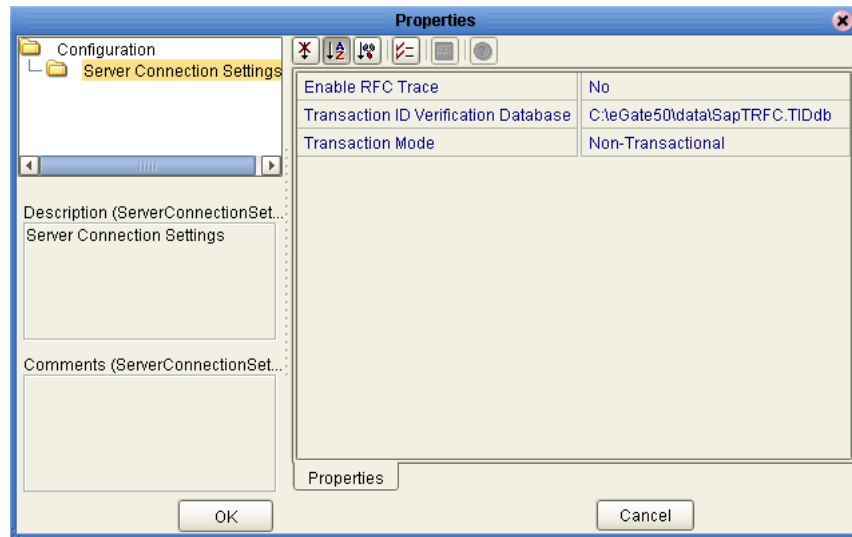 Properties
Configuration
Server Connection Settings
Enable RFC Trace No
Transaction ID Verification Database C:\eGate50\data\SapTRFC.TIDdb
Transaction Mode Non-Transactional
Description (ServerConnectionSet...
Server Connection Settings
Comments (ServerConnectionSet...
Properties
OK
Cancel